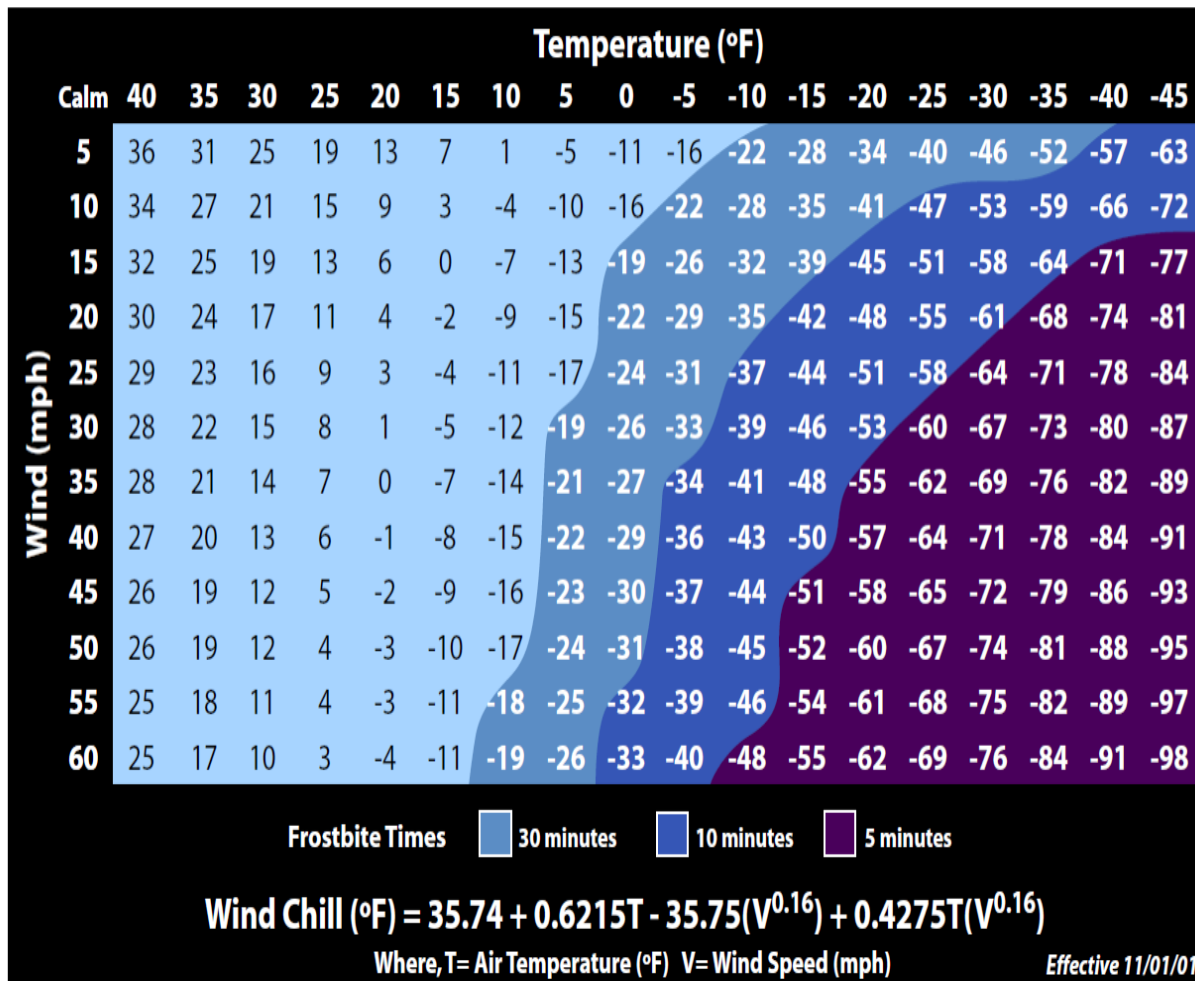 Temperature (ºF)
Calm 40 35 30 25 20 15 10 5 0 -5 -10 -15 -20 -25 -30 -35 -40 -45
Wind (mph)
5 36 31 25 19 13 7 1 -5 -11 -16 -22 -28 -34 -40 -46 -52 -57 -63
10 34 27 21 15 9 3 -4 -10 -16 -22 -28 -35 -41 -47 -53 -59 -66 -72
15 32 25 19 13 6 0 -7 -13 -19 -26 -32 -39 -45 -51 -58 -64 -71 -77
20 30 24 17 11 4 -2 -9 -15 -22 -29 -35 -42 -48 -55 -61 -68 -74 -81
25 29 23 16 9 3 -4 -11 -17 -24 -31 -37 -44 -51 -58 -64 -71 -78 -84
30 28 22 15 8 1 -5 -12 -19 -26 -33 -39 -46 -53 -60 -67 -73 -80 -87
35 28 21 14 7 0 -7 -14 -21 -27 -34 -41 -48 -55 -62 -69 -76 -82 -89
40 27 20 13 6 -1 -8 -15 -22 -29 -36 -43 -50 -57 -64 -71 -78 -84 -91
45 26 19 12 5 -2 -9 -16 -23 -30 -37 -44 -51 -58 -65 -72 -79 -86 -93
50 26 19 12 4 -3 -10 -17 -24 -31 -38 -45 -52 -60 -67 -74 -81 -88 -95
55 25 18 11 4 -3 -11 -18 -25 -32 -39 -46 -54 -61 -68 -75 -82 -89 -97
60 25 17 10 3 -4 -11 -19 -26 -33 -40 -48 -55 -62 -69 -76 -84 -91 -98
Frostbite Times 30 minutes 10 minutes 5 minutes
Wind Chill (ºF) = 35.74 + 0.6215T - 35.75(V^0.16) + 0.4275T(V^0.16)
Where, T= Air Temperature (ºF) V= Wind Speed (mph) Effective 11/01/01